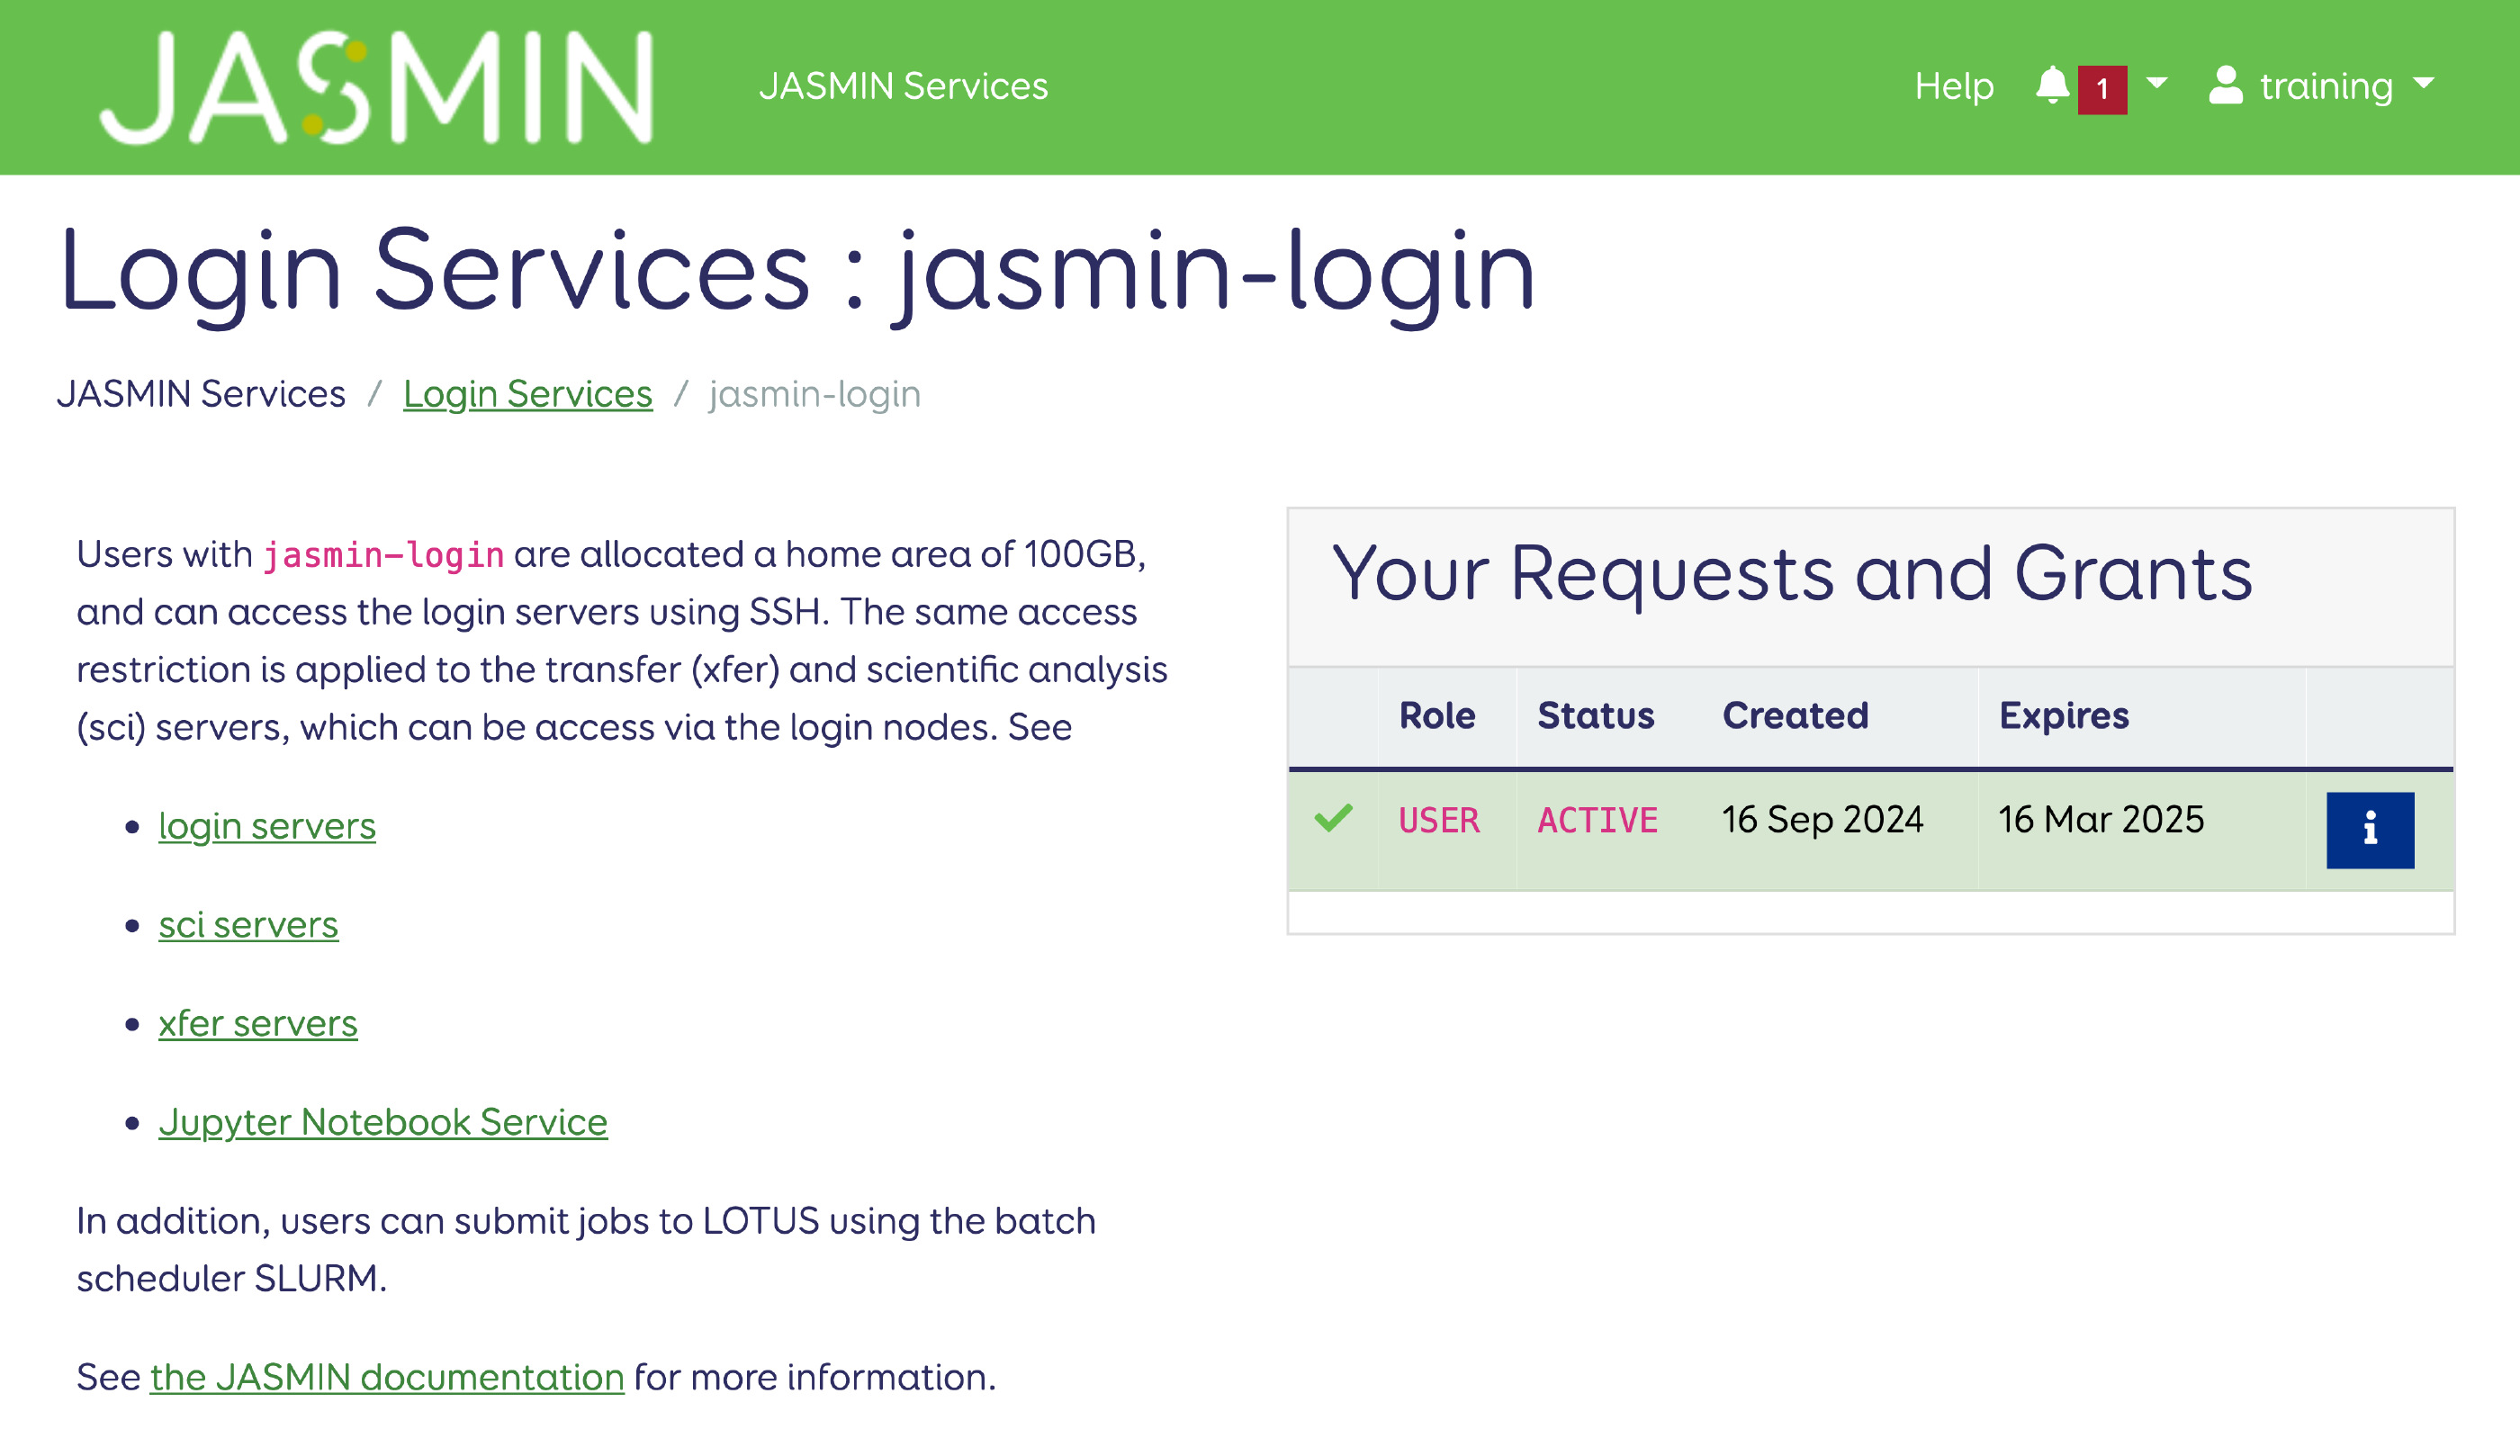 JASMIN
JASMIN Services
Help
1
training
Login Services : jasmin-login
JASMIN Services / Login Services / jasmin-login
Users with jasmin-login are allocated a home area of 100GB,
and can access the login servers using SSH. The same access
restriction is applied to the transfer (xfer) and scientific analysis
(sci) servers, which can be access via the login nodes. See
• login servers
• sci servers
• xfer servers
• Jupyter Notebook Service
In addition, users can submit jobs to LOTUS using the batch
scheduler SLURM.
See the JASMIN documentation for more information.
Your Requests and Grants
Role Status Created Expires
USER ACTIVE 16 Sep 2024 16 Mar 2025 i